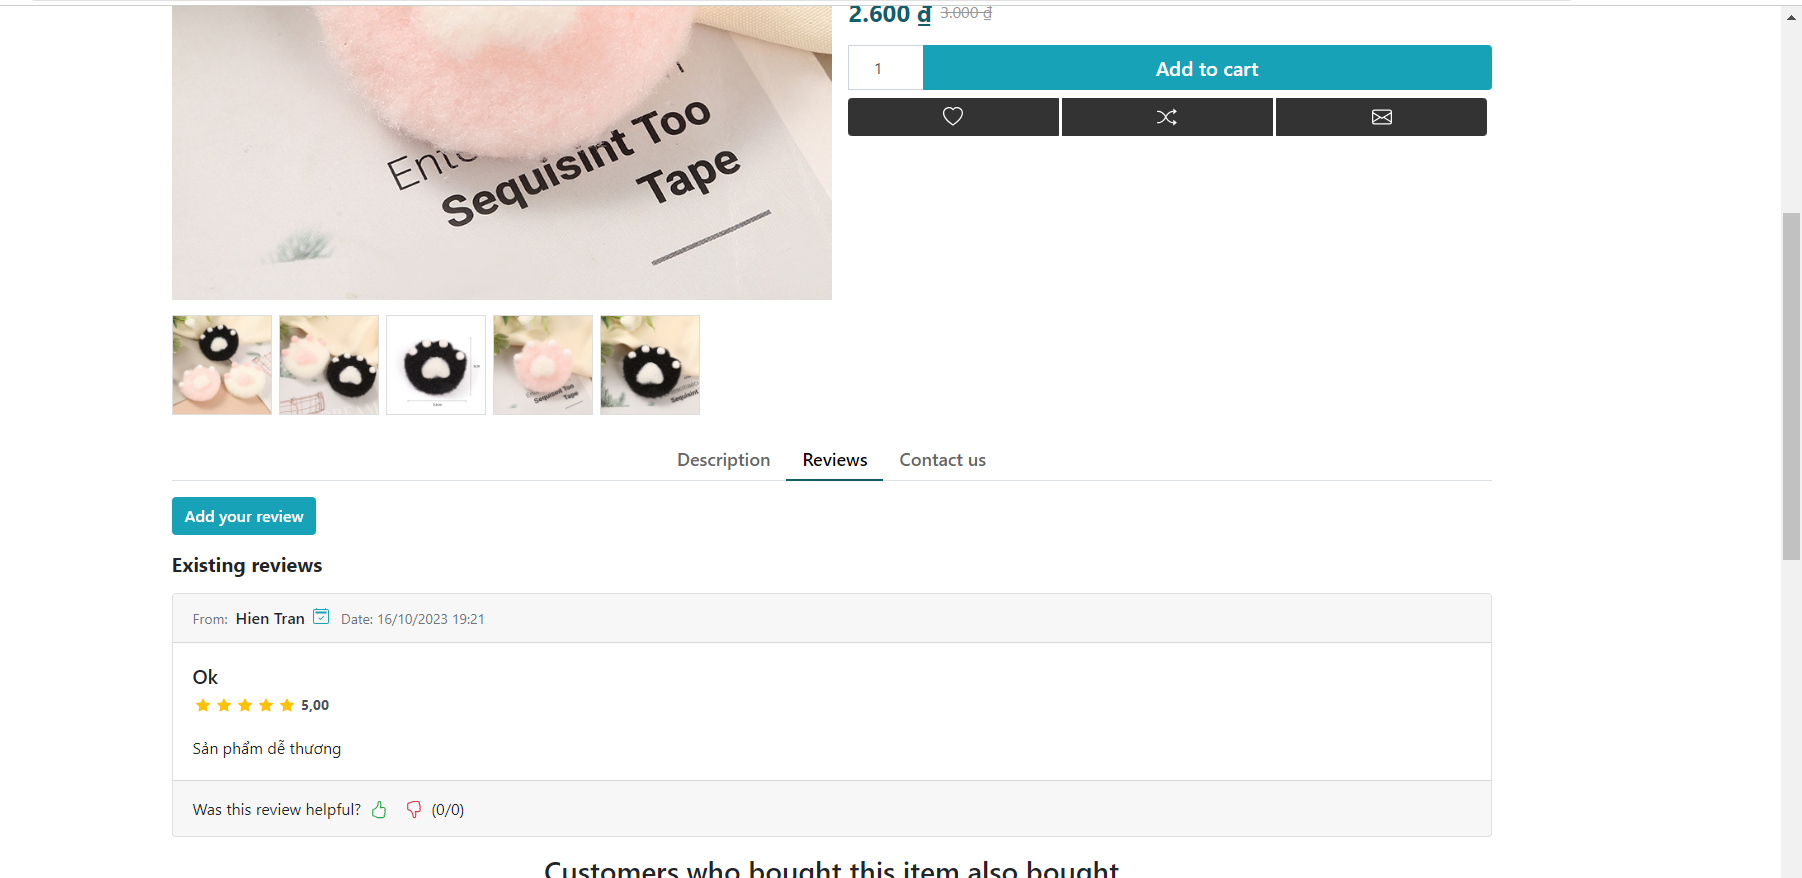 2.600 ₫ 3.000 ₫
1
Add to cart
Sequisint Too
Tape
Description Reviews Contact us
Add your review
Existing reviews
From: Hien Tran Date: 16/10/2023 19:21
Ok
5,00
Sản phẩm dễ thương
Was this review helpful? (0/0)
Customers who bought this item also bought